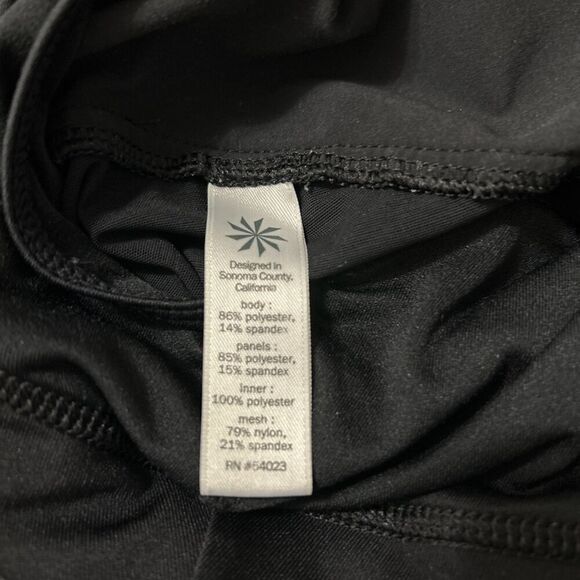 Designed in
Sonoma County,
California
body :
86% polyester,
14% spandex
panels :
85% polyester,
15% spandex
inner :
100% polyester
mesh :
79% nylon,
21% spandex
RN #54023